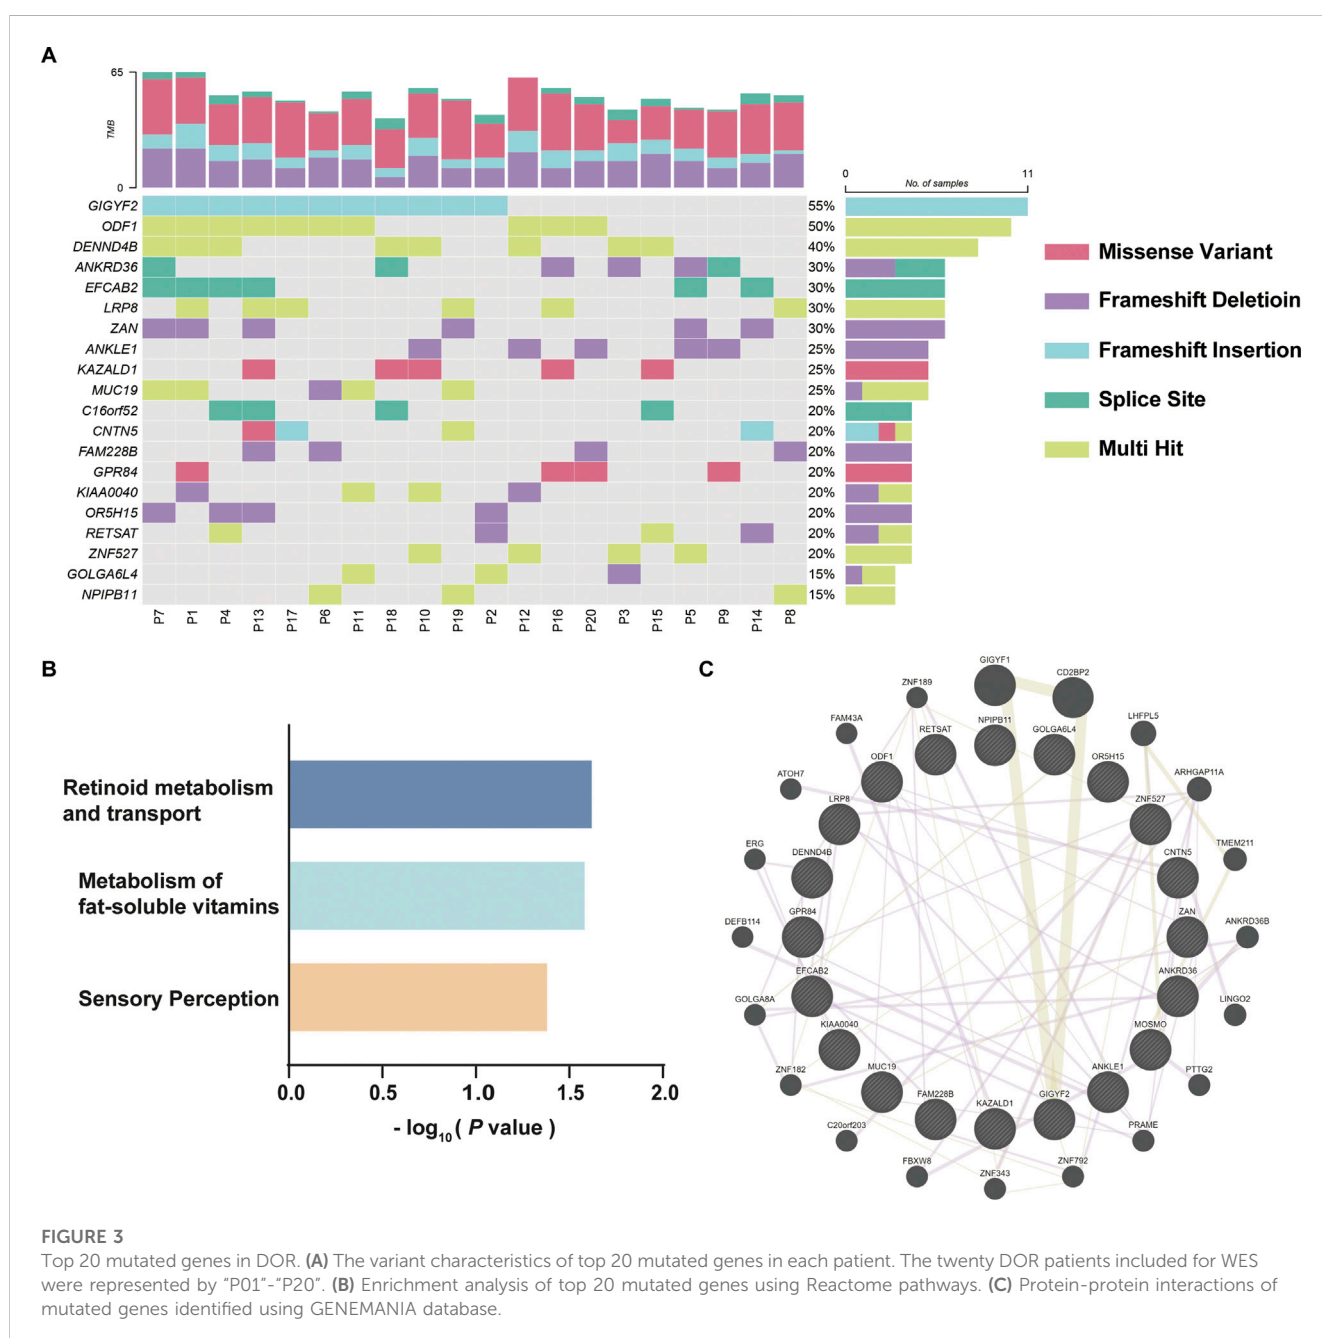 A
65
TMB
0
0
11
No. of samples
GIGYF2 55%
ODF1 50%
DENND4B 40%
ANKRD36 30%
EFCAB2 30%
LRP8 30%
ZAN 30%
ANKLE1 25%
KAZALD1 25%
MUC19 25%
C16orf52 20%
CNTN5 20%
FAM228B 20%
GPR84 20%
KIAA0040 20%
OR5H15 20%
RETSAT 20%
ZNF527 20%
GOLGA6L4 15%
NPIPB11 15%
P7 P1 P4 P13 P17 P6 P11 P18 P10 P19 P2 P12 P16 P20 P3 P15 P5 P9 P14 P8
Missense Variant
Frameshift Deletioin
Frameshift Insertion
Splice Site
Multi Hit
B
Retinoid metabolism
and transport
Metabolism of
fat-soluble vitamins
Sensory Perception
0.0 0.5 1.0 1.5 2.0
- log10 ( P value )
C
GIGYF1
CD2BP2
ZNF189
LHFPL5
FAM43A
NPIPB11
RETSAT
GOLGA6L4
ODF1
OR5H15
ATOH7
ARHGAP11A
LRP8
ZNF527
ERG
DENND4B
CNTN5
TMEM211
GPR84
ZAN
DEFB114
ANKRD36B
EFCAB2
ANKRD36
GOLGA8A
LINGO2
KIAA0040
MOSMO
ZNF182
MUC19
ANKLE1
PTTG2
FAM228B
KAZALD1
GIGYF2
C20orf203
PRAME
FBXW8
ZNF343
ZNF792
FIGURE 3
Top 20 mutated genes in DOR. (A) The variant characteristics of top 20 mutated genes in each patient. The twenty DOR patients included for WES
were represented by "P01"-"P20". (B) Enrichment analysis of top 20 mutated genes using Reactome pathways. (C) Protein-protein interactions of
mutated genes identified using GENEMANIA database.